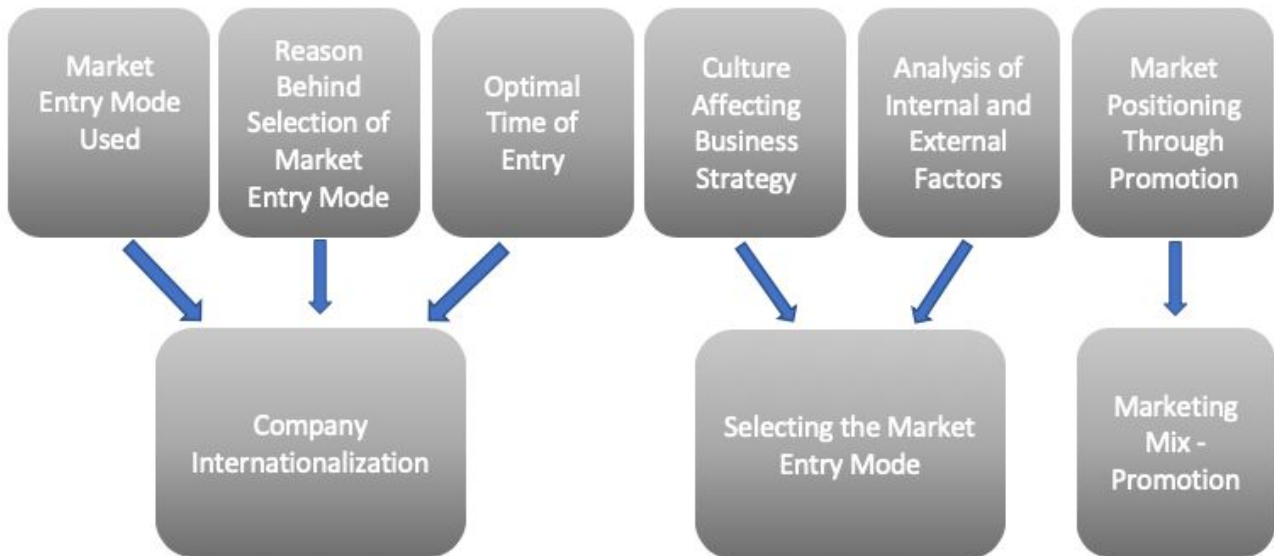 Market
Entry Mode
Used
Reason
Behind
Selection of
Market
Entry Mode
Optimal
Time of
Entry
Culture
Affecting
Business
Strategy
Analysis of
Internal and
External
Factors
Market
Positioning
Through
Promotion
Company
Internationalization
Selecting the Market
Entry Mode
Marketing
Mix -
Promotion